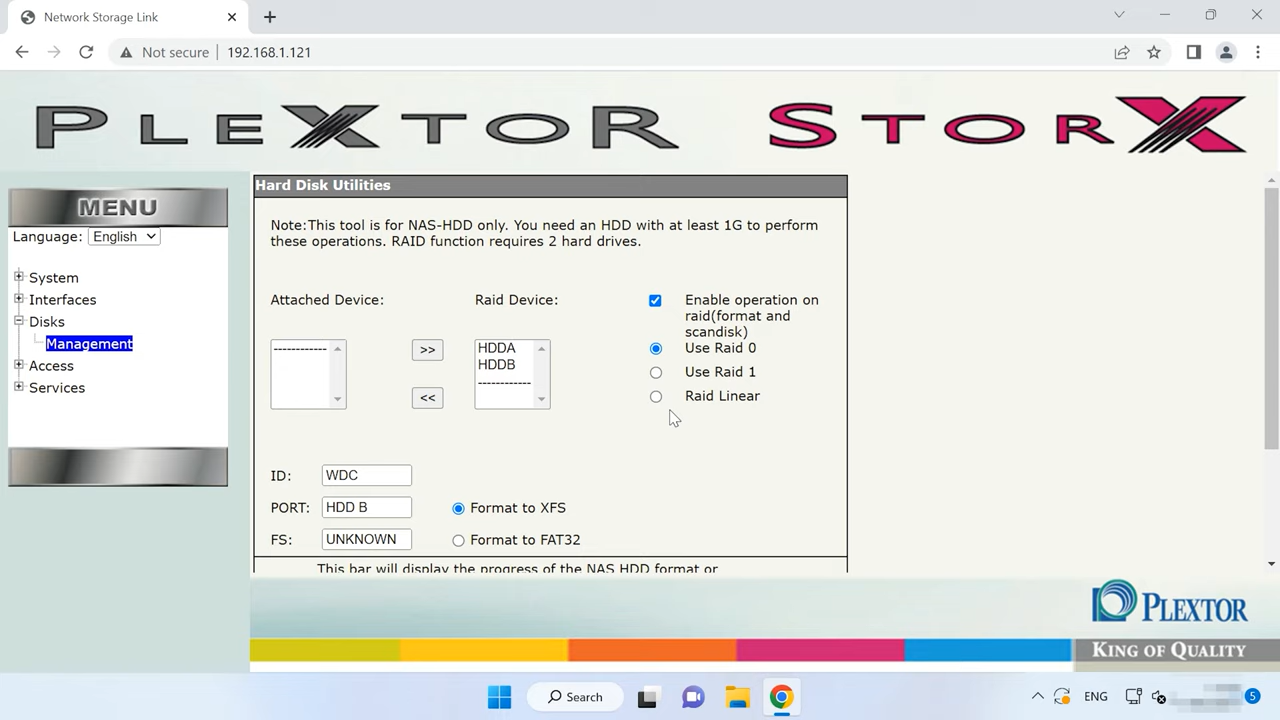 Network Storage Link
Not secure 192.168.1.121
PLEXTOR STORX
MENU
Language: English
System
Interfaces
Disks
Management
Access
Services
Hard Disk Utilities
Note:This tool is for NAS-HDD only. You need an HDD with at least 1G to perform
these operations. RAID function requires 2 hard drives.
Attached Device:
------------
>>
<<
Raid Device:
HDDA
HDDB
------------
Enable operation on
raid(format and
scandisk)
Use Raid 0
Use Raid 1
Raid Linear
ID: WDC
PORT: HDD B
Format to XFS
FS: UNKNOWN
Format to FAT32
This bar will display the progress of the NAS HDD format or
PLEXTOR
KING OF QUALITY
Search
ENG
5